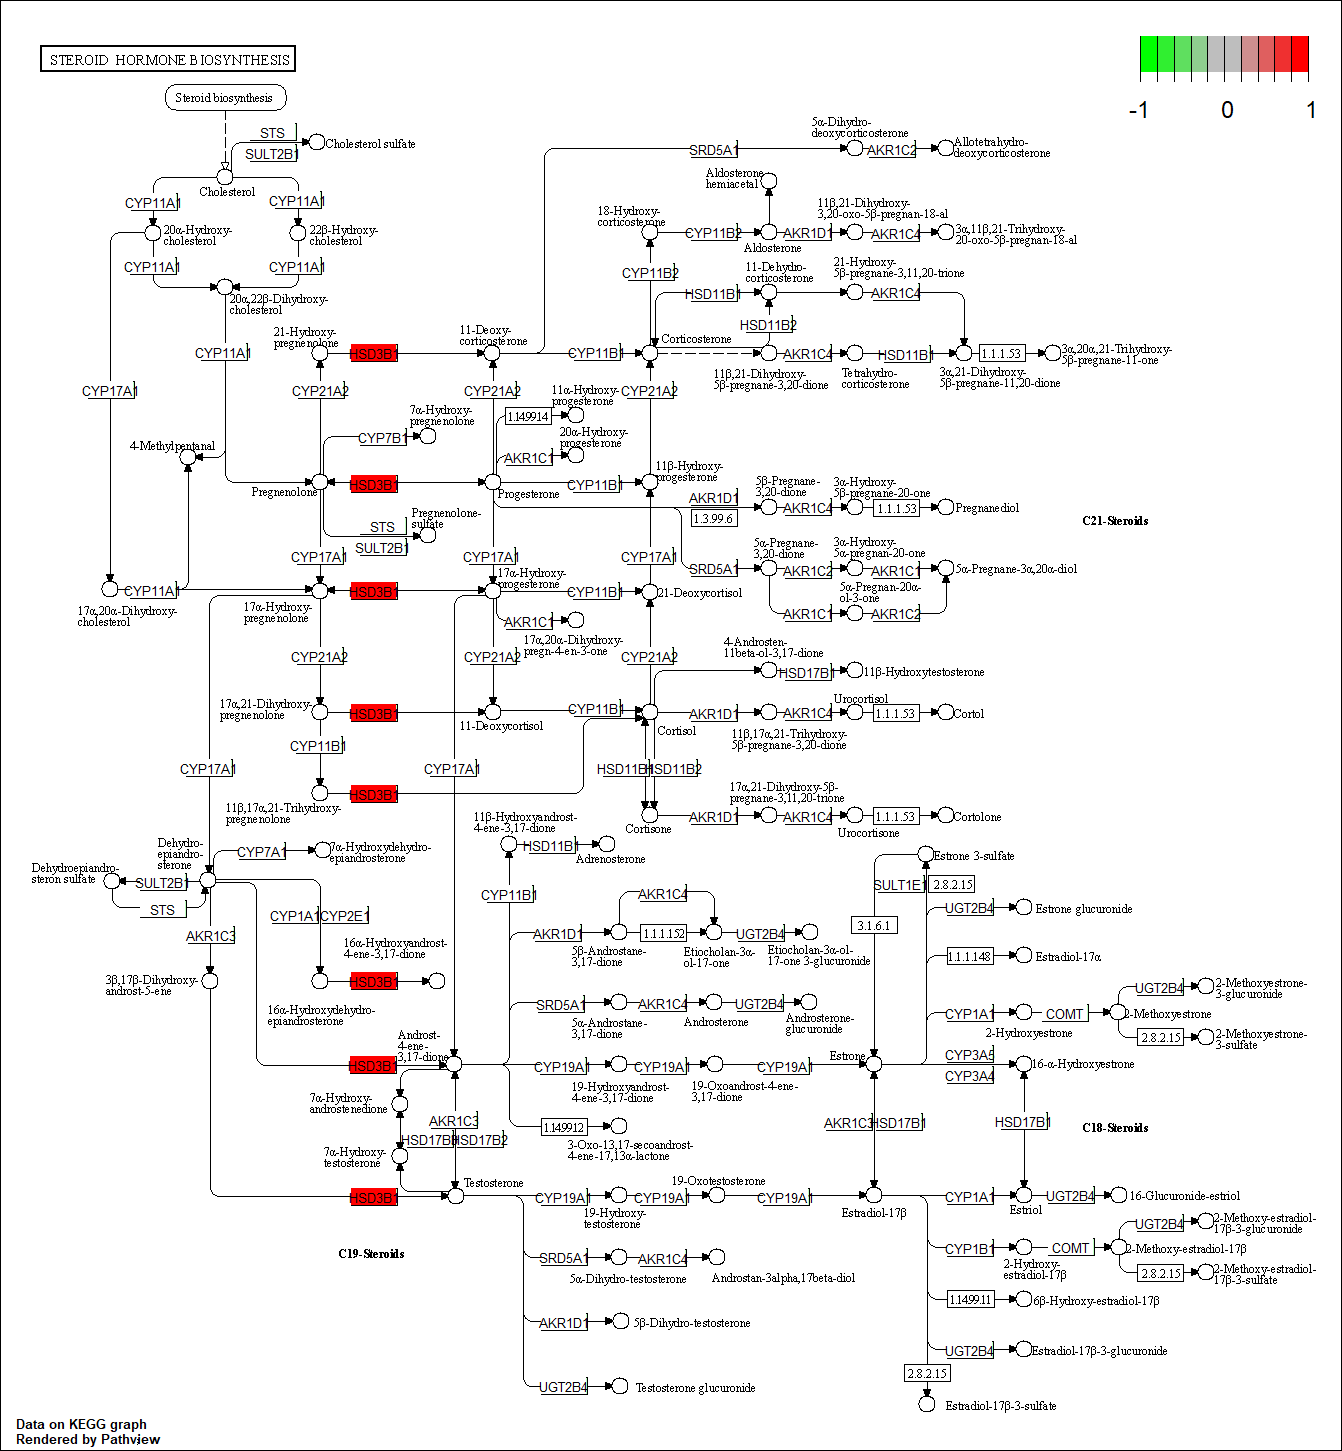 STEROID HORMONE BIOSYNTHESIS
-1
0
1
Steroid biosynthesis
STS
SULT2B1
Cholesterol sulfate
Cholesterol
CYP11A1
CYP11A1
20α-Hydroxy-
cholesterol
22β-Hydroxy-
cholesterol
CYP11A1
CYP11A1
20α,22β-Dihydroxy-
cholesterol
CYP11A1
CYP17A1
4-Methylpentanal
CYP11A1
17α,20α-Dihydroxy-
cholesterol
5α-Dihydro-
deoxycorticosterone
SRD5A1
AKR1C2
Allotetrahydro-
deoxycorticosterone
Aldosterone
hemiacetal
18-Hydroxy-
corticosterone
CYP11B2
Aldosterone
11β,21-Dihydroxy-
3,20-oxo-5β-pregnan-18-al
AKR1D1
AKR1C4
3α,11β,21-Trihydroxy-
20-oxo-5β-pregnan-18-al
CYP11B2
11-Dehydro-
corticosterone
21-Hydroxy-
5β-pregnane-3,11,20-trione
HSD11B1
AKR1C4
HSD11B2
21-Hydroxy-
pregnenolone
HSD3B1
11-Deoxy-
corticosterone
CYP11B1
Corticosterone
11β,21-Dihydroxy-
5β-pregnane-3,20-dione
AKR1C4
Tetrahydro-
corticosterone
HSD11B1
3α,21-Dihydroxy-
5β-pregnane-11,20-dione
1.1.1.53
3α,20α,21-Trihydroxy-
5β-pregnane-11-one
CYP21A2
CYP21A2
CYP21A2
7α-Hydroxy-
pregnenolone
CYP7B1
11α-Hydroxy-
progesterone
1.14.99.14
20α-Hydroxy-
progesterone
AKR1C1
Pregnenolone
HSD3B1
Progesterone
CYP11B1
11β-Hydroxy-
progesterone
AKR1D1
1.3.99.6
5β-Pregnane-
3,20-dione
AKR1C4
3α-Hydroxy-
5β-pregnane-20-one
1.1.1.53
Pregnanediol
C21-Steroids
STS
SULT2B1
Pregnenolone-
sulfate
CYP17A1
CYP17A1
CYP17A1
SRD5A1
5α-Pregnane-
3,20-dione
AKR1C2
3α-Hydroxy-
5α-pregnan-20-one
AKR1C1
5α-Pregnane-3α,20α-diol
AKR1C1
5α-Pregnan-20α-
ol-3-one
AKR1C2
17α-Hydroxy-
pregnenolone
HSD3B1
17α-Hydroxy-
progesterone
CYP11B1
21-Deoxycortisol
AKR1C1
17α,20α-Dihydroxy-
pregn-4-en-3-one
CYP21A2
CYP21A2
CYP21A2
4-Androsten-
11beta-ol-3,17-dione
HSD17B1
11β-Hydroxytestosterone
17α,21-Dihydroxy-
pregnenolone
HSD3B1
11-Deoxycortisol
CYP11B1
Cortisol
AKR1D1
11β,17α,21-Trihydroxy-
5β-pregnane-3,20-dione
AKR1C4
Urocortisol
1.1.1.53
Cortol
CYP11B1
CYP17A1
CYP17A1
HSD11B1
HSD11B2
HSD3B1
11β,17α,21-Trihydroxy-
pregnenolone
Cortisone
AKR1D1
17α,21-Dihydroxy-5β-
pregnane-3,11,20-trione
AKR1C4
Urocortisone
1.1.1.53
Cortolone
Dehydro-
epiandro-
sterone
CYP7A1
7α-Hydroxydehydro-
epiandrosterone
Dehydroepiandro-
steron sulfate
SULT2B1
STS
AKR1C3
CYP1A1
CYP2E1
16α-Hydroxyandrost-
4-ene-3,17-dione
HSD3B1
16α-Hydroxydehydro-
epiandrosterone
3β,17β-Dihydroxy-
androst-5-ene
11β-Hydroxyandrost-
4-ene-3,17-dione
HSD11B1
Adrenosterone
CYP11B1
AKR1C4
AKR1D1
5β-Androstane-
3,17-dione
1.1.1.152
Etiocholan-3α-
ol-17-one
UGT2B4
Etiocholan-3α-ol-
17-one 3-glucuronide
SRD5A1
5α-Androstane-
3,17-dione
AKR1C4
Androsterone
UGT2B4
Androsterone-
glucuronide
Androst-
4-ene-
3,17-dione
HSD3B1
CYP19A1
19-Hydroxyandrost-
4-ene-3,17-dione
CYP19A1
19-Oxoandrost-4-ene-
3,17-dione
CYP19A1
Estrone
1.14.99.12
3-Oxo-13,17-secoandrost-
4-ene-17,13α-lactone
7α-Hydroxy-
androstenedione
HSD17B3
HSD17B2
AKR1C3
7α-Hydroxy-
testosterone
HSD3B1
Testosterone
Estrone 3-sulfate
SULT1E1
2.8.2.15
3.1.6.1
UGT2B4
Estrone glucuronide
1.1.1.148
Estradiol-17α
CYP1A1
2-Hydroxyestrone
COMT
2-Methoxyestrone
UGT2B4
2-Methoxyestrone-
3-glucuronide
2.8.2.15
2-Methoxyestrone-
3-sulfate
CYP3A5
CYP3A4
16-α-Hydroxyestrone
AKR1C3
HSD17B1
HSD17B1
C18-Steroids
CYP19A1
19-Hydroxy-
testosterone
CYP19A1
19-Oxotestosterone
CYP19A1
Estradiol-17β
CYP1A1
Estriol
UGT2B4
16-Glucuronide-estriol
C19-Steroids
SRD5A1
5α-Dihydro-testosterone
AKR1C4
Androstan-3alpha,17beta-diol
CYP1B1
2-Hydroxy-
estradiol-17β
COMT
2-Methoxy-estradiol-17β
UGT2B4
2-Methoxy-estradiol-
17β-3-glucuronide
2.8.2.15
2-Methoxy-estradiol-
17β-3-sulfate
1.14.99.11
6β-Hydroxy-estradiol-17β
AKR1D1
5β-Dihydro-testosterone
UGT2B4
Estradiol-17β-3-glucuronide
UGT2B4
Testosterone glucuronide
2.8.2.15
Estradiol-17β-3-sulfate
Data on KEGG graph
Rendered by Pathview